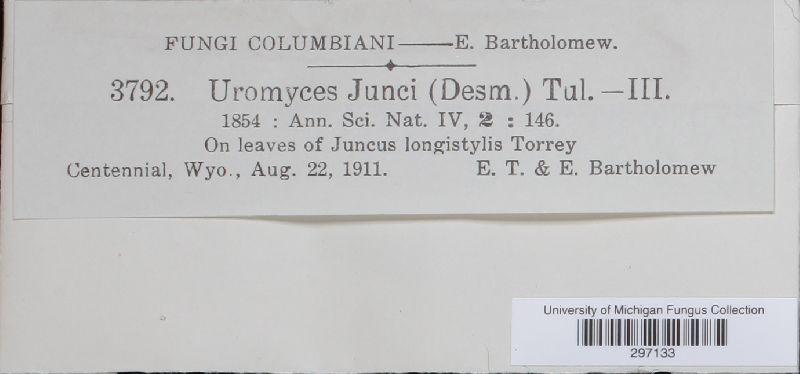 FUNGI COLUMBIANI——E. Bartholomew.
3792. Uromyces Junci (Desm.) Tul. —III.
1854 : Ann. Sci. Nat. IV, 2 : 146.
On leaves of Juncus longistylis Torrey
Centennial, Wyo., Aug. 22, 1911. E. T. & E. Bartholomew
University of Michigan Fungus Collection
297133